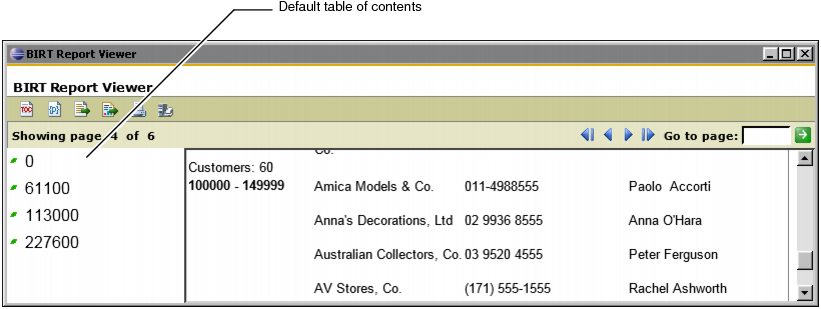 Default table of contents
BIRT Report Viewer
BIRT Report Viewer
TOC
Showing page 4 of 6
Go to page:
0
61100
113000
227600
Co.
Customers: 60
100000 - 149999
Amica Models & Co. 011-4988555 Paolo Accorti
Anna's Decorations, Ltd 02 9936 8555 Anna O'Hara
Australian Collectors, Co. 03 9520 4555 Peter Ferguson
AV Stores, Co. (171) 555-1555 Rachel Ashworth